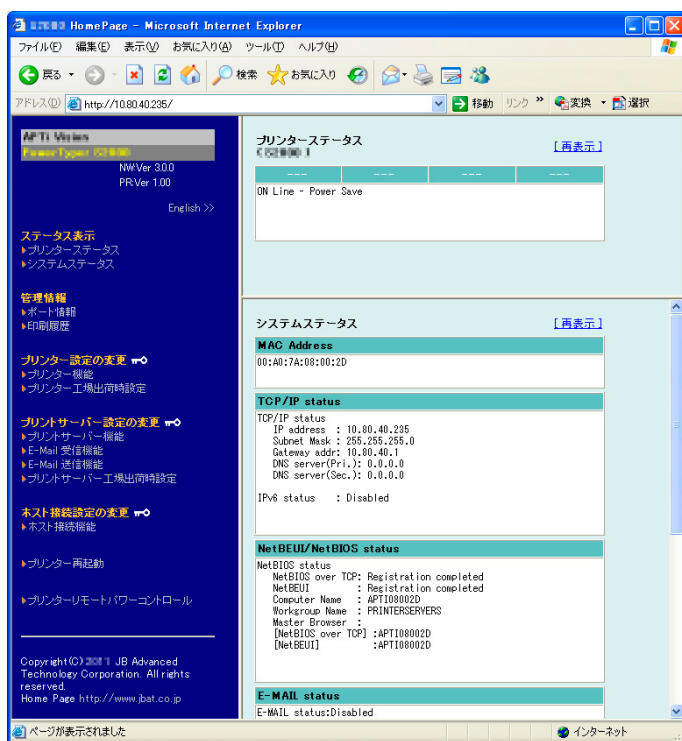 HomePage - Microsoft Internet Explorer
ファイル(F) 編集(E) 表示(V) お気に入り(A) ツール(T) ヘルプ(H)
戻る 検索 お気に入り
アドレス(D) http://10.80.40.235/ 移動 リンク » 変換 選択
NW:Ver 3.0.0
PR:Ver 1.00
English >>
ステータス表示
プリンターステータス
システムステータス
管理情報
ポート情報
印刷履歴
プリンター設定の変更
プリンター機能
プリンター工場出荷時設定
プリントサーバー設定の変更
プリントサーバー機能
E-Mail 受信機能
E-Mail 送信機能
プリントサーバー工場出荷時設定
ホスト接続設定の変更
ホスト接続機能
プリンター再起動
プリンターリモートパワーコントロール
Copyright(C) JB Advanced
Technology Corporation. All rights
reserved.
Home Page http://www.jbat.co.jp
プリンターステータス [再表示]
--- --- --- ---
ON Line - Power Save
システムステータス [再表示]
MAC Address
00:A0:7A:08:00:2D
TCP/IP status
TCP/IP status
IP address : 10.80.40.235
Subnet Mask : 255.255.255.0
Gateway addr: 10.80.40.1
DNS server(Pri.): 0.0.0.0
DNS server(Sec.): 0.0.0.0
IPv6 status : Disabled
NetBEUI/NetBIOS status
NetBIOS status
NetBIOS over TCP: Registration completed
NetBEUI : Registration completed
Computer Name : APTI08002D
Workgroup Name : PRINTERSERVERS
Master Browser :
[NetBIOS over TCP] :APTI08002D
[NetBEUI] :APTI08002D
E-MAIL status
E-MAIL status:Disabled
ページが表示されました インターネット